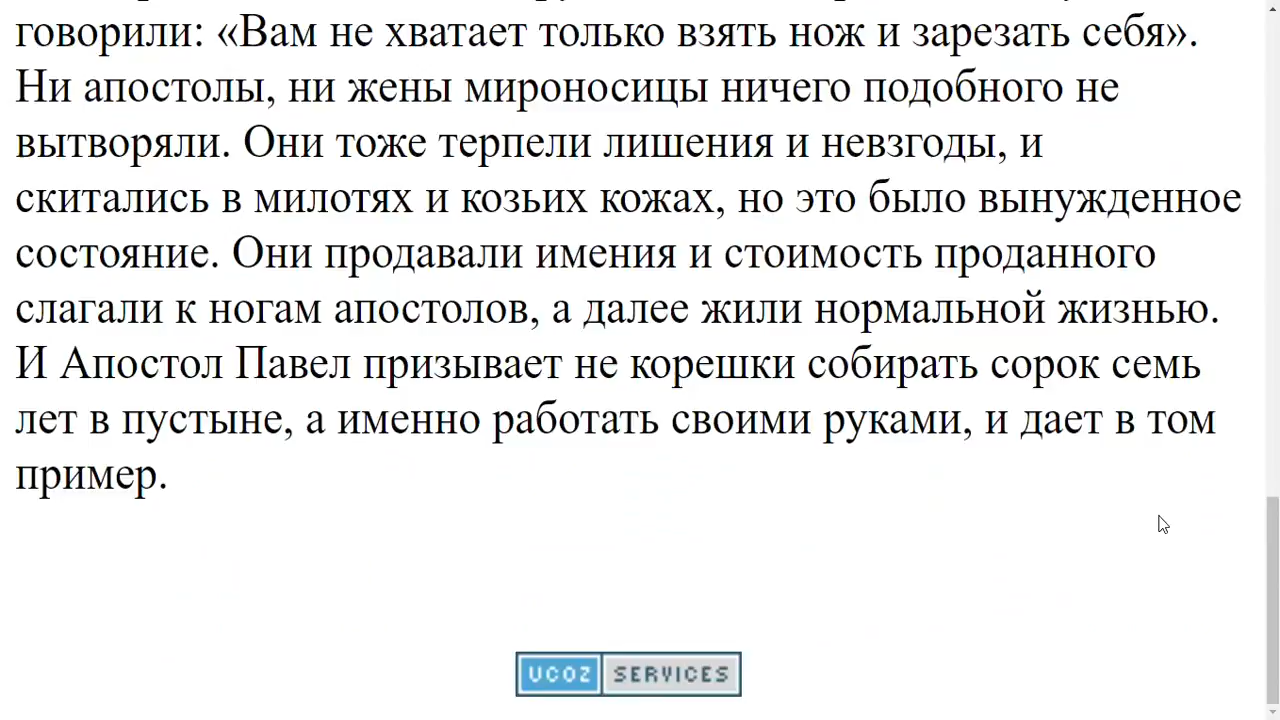 говорили: «Вам не хватает только взять нож и зарезать себя».
Ни апостолы, ни жены мироносицы ничего подобного не
вытворяли. Они тоже терпели лишения и невзгоды, и
скитались в милотях и козьих кожах, но это было вынужденное
состояние. Они продавали имения и стоимость проданного
слагали к ногам апостолов, а далее жили нормальной жизнью.
И Апостол Павел призывает не корешки собирать сорок семь
лет в пустыне, а именно работать своими руками, и дает в том
пример.
UCOZ SERVICES